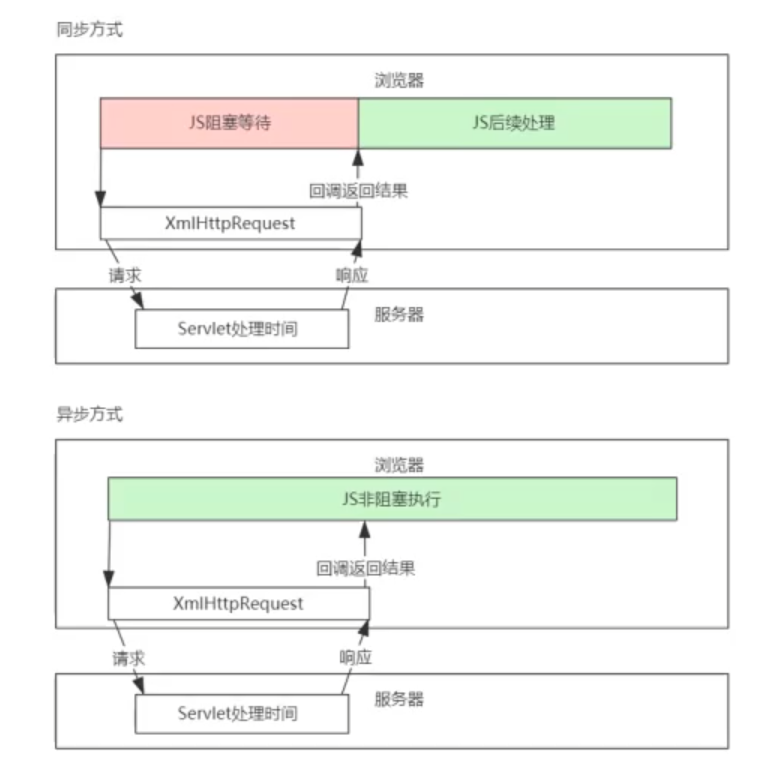 同步方式
浏览器
JS阻塞等待
JS后续处理
回调返回结果
XmlHttpRequest
请求
响应
服务器
Servlet处理时间
异步方式
浏览器
JS非阻塞执行
回调返回结果
XmlHttpRequest
请求
响应
服务器
Servlet处理时间